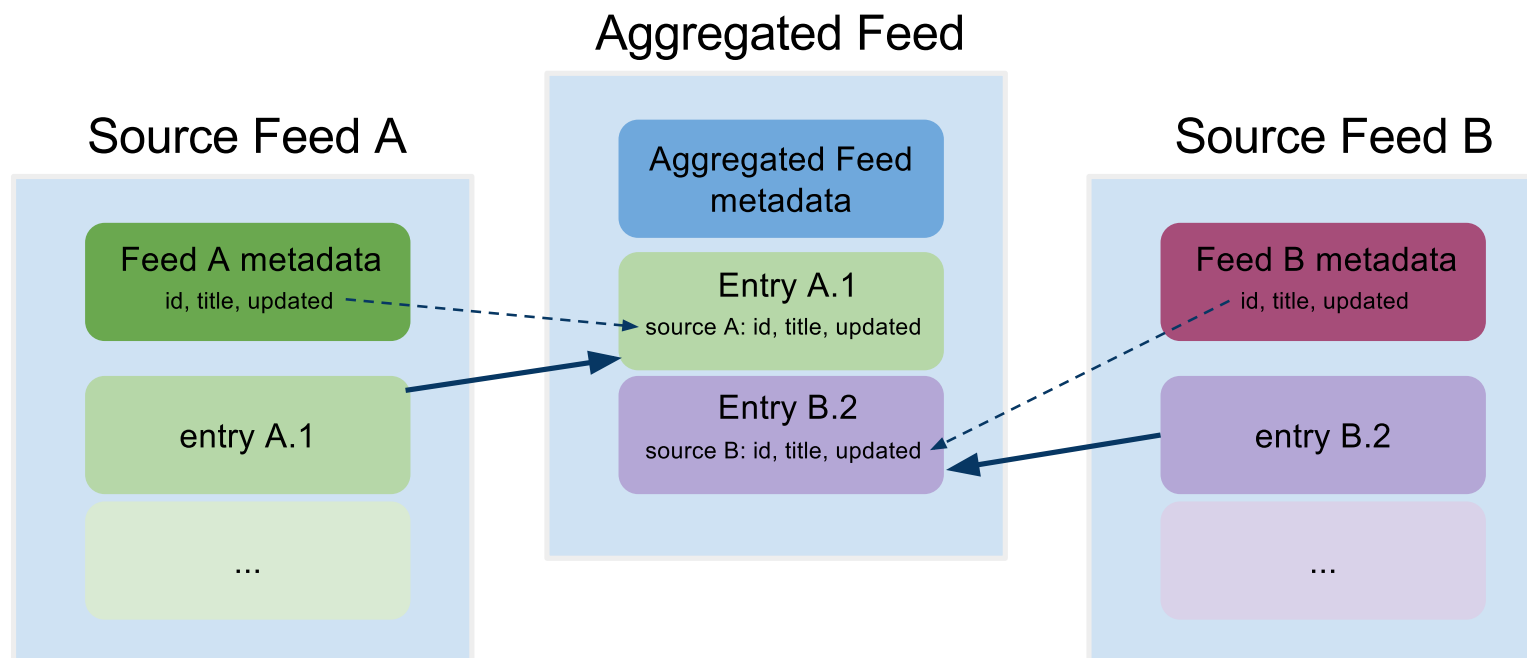 Aggregated Feed
Source Feed A
Source Feed B
Feed A metadata
id, title, updated
entry A.1
...
Aggregated Feed
metadata
Entry A.1
source A: id, title, updated
Entry B.2
source B: id, title, updated
Feed B metadata
id, title, updated
entry B.2
...